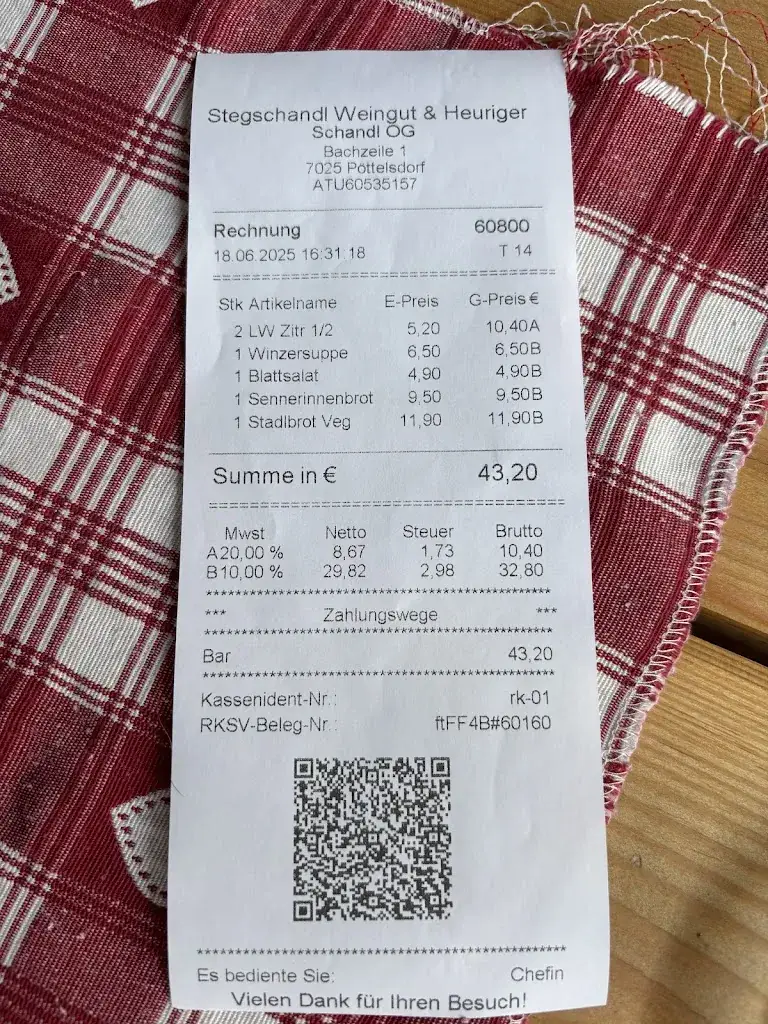 Stegschandl Weingut & Heuriger
Schandl OG
Bachzeile 1
7025 Pöttelsdorf
ATU60535157
Rechnung 60800
18.06.2025 16:31:18 T 14
Stk Artikelname E-Preis G-Preis €
2 LW Zitr 1/2 5,20 10,40A
1 Winzersuppe 6,50 6,50B
1 Blattsalat 4,90 4,90B
1 Sennerinnenbrot 9,50 9,50B
1 Stadlbrot Veg 11,90 11,90B
Summe in € 43,20
Mwst Netto Steuer Brutto
A20,00 % 8,67 1,73 10,40
B10,00 % 29,82 2,98 32,80
*** Zahlungswege ***
Bar 43,20
Kassenident-Nr.: rk-01
RKSV-Beleg-Nr.: ftFF4B#60160
Es bediente Sie: Chefin
Vielen Dank für Ihren Besuch!